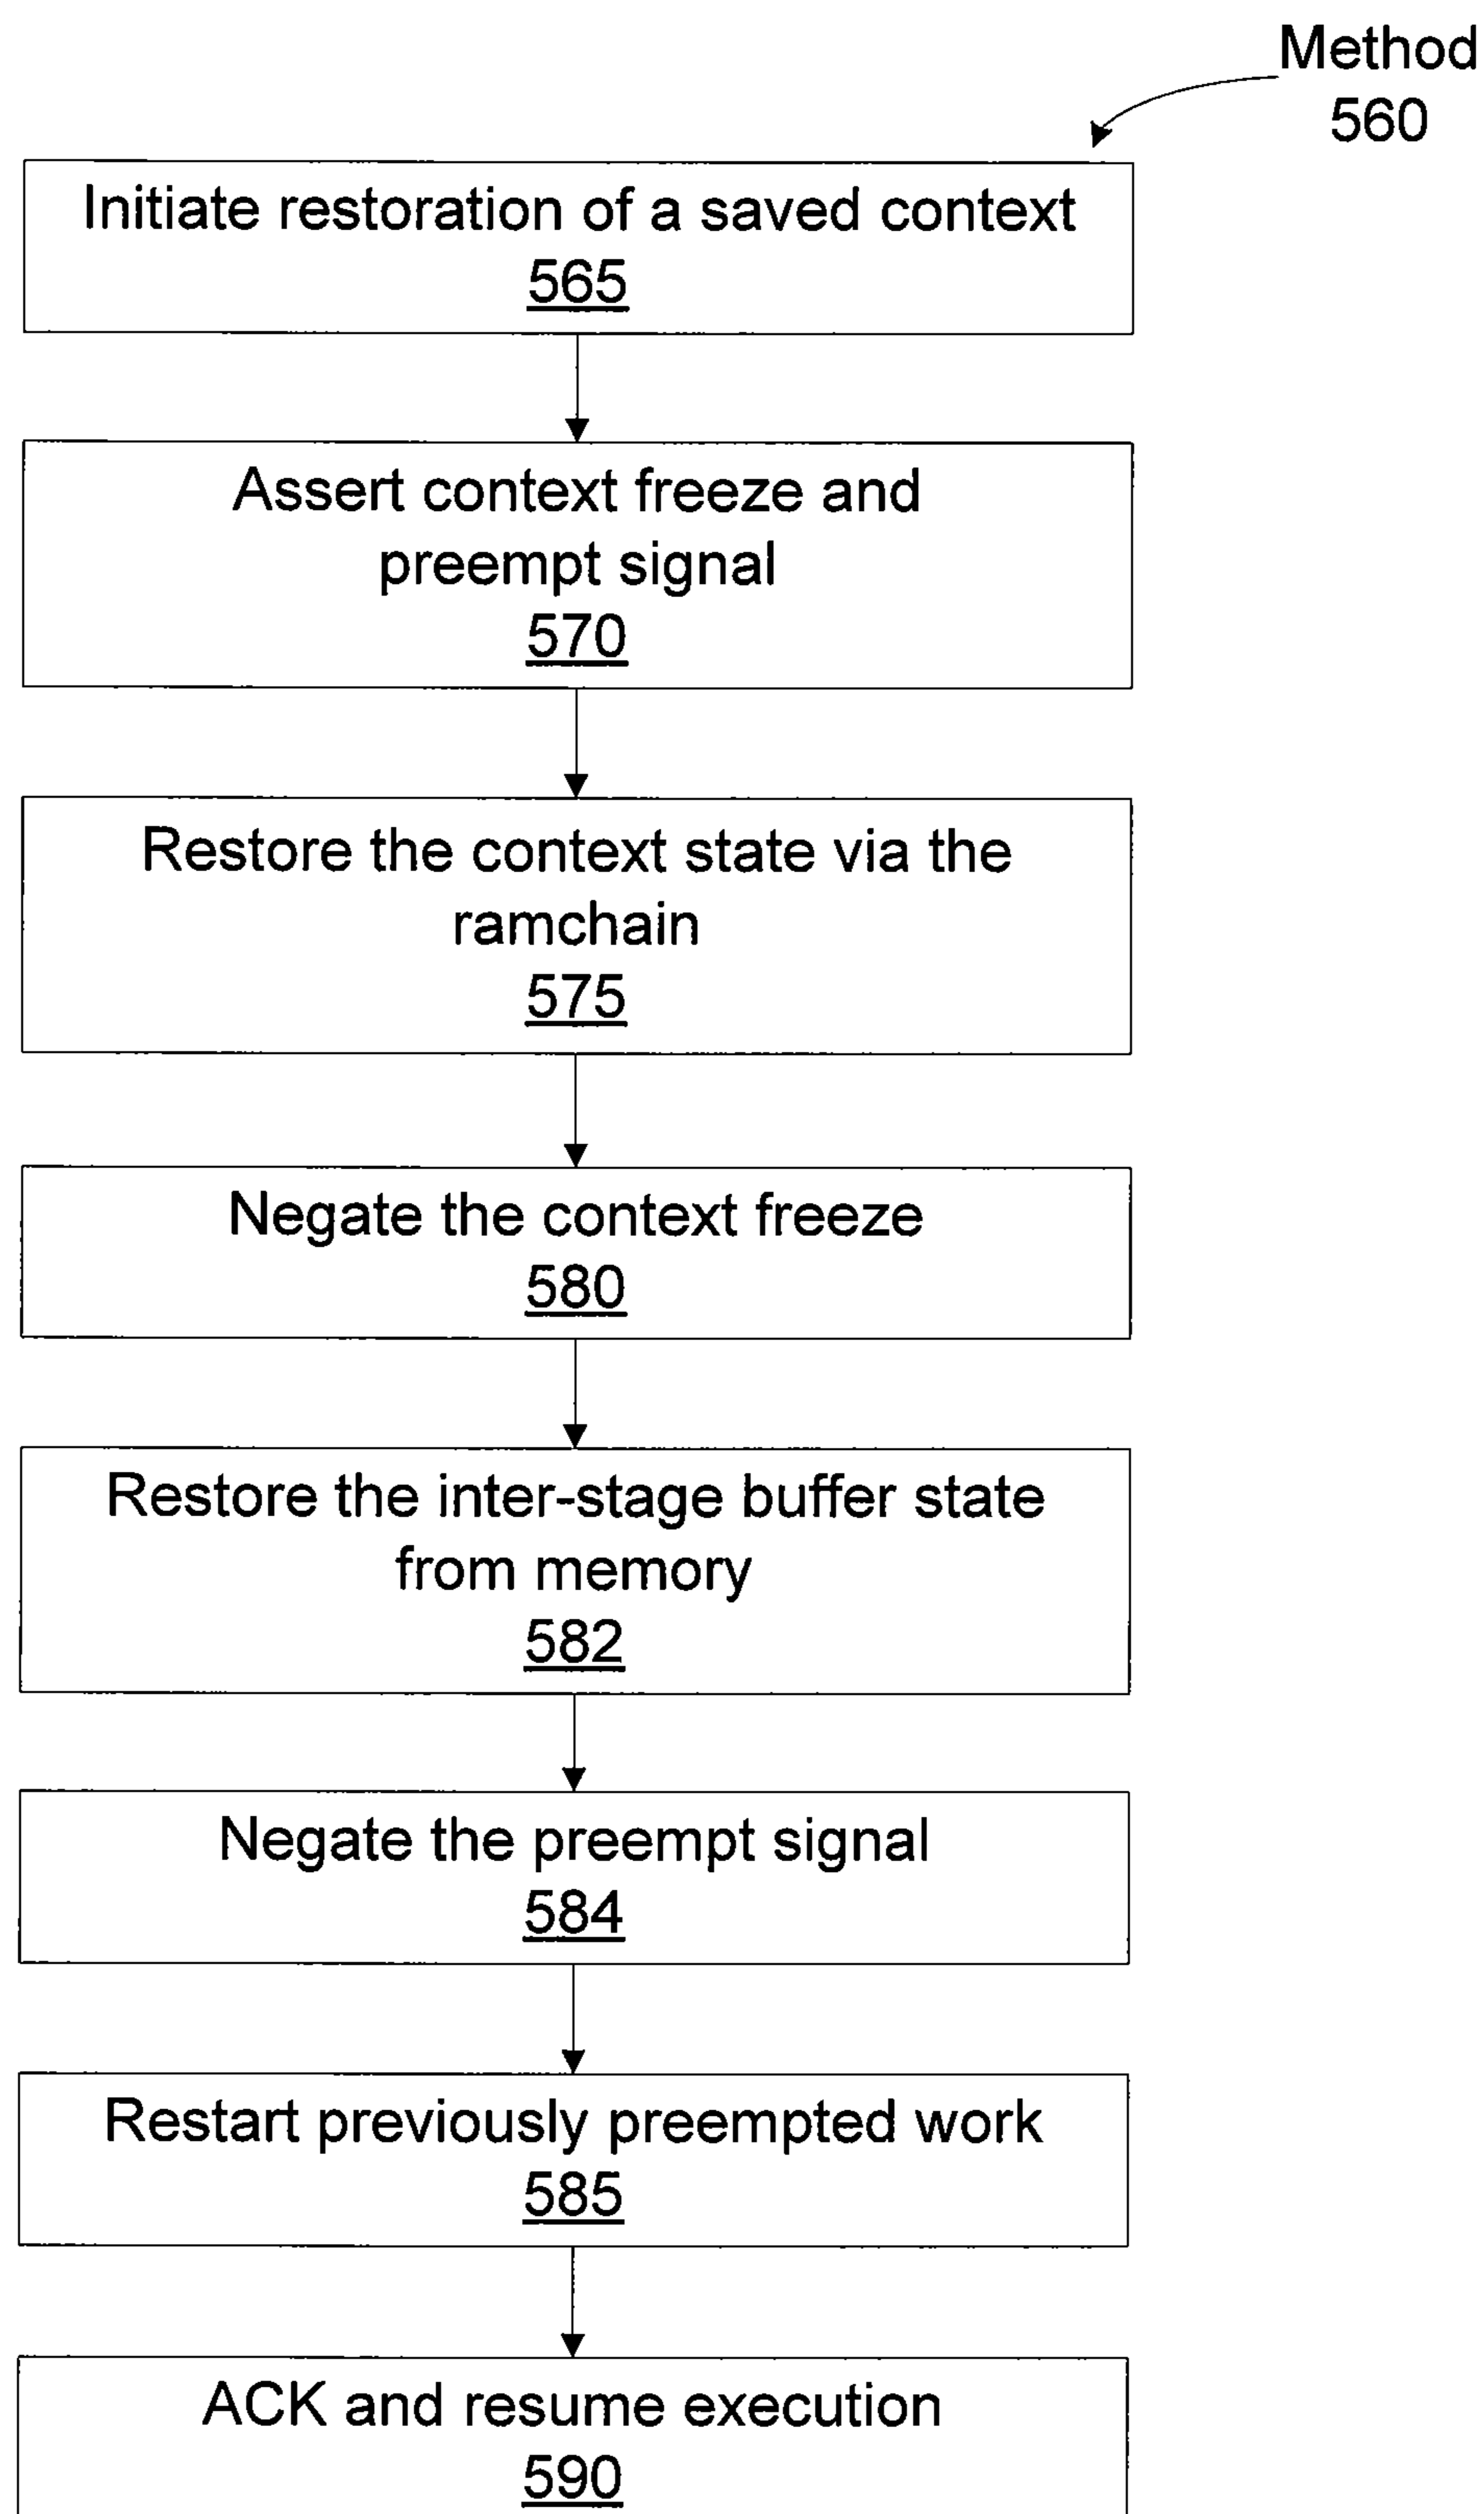 Method
560
Initiate restoration of a saved context
565
Assert context freeze and
preempt signal
570
Restore the context state via the
ramchain
575
Negate the context freeze
580
Restore the inter-stage buffer state
from memory
582
Negate the preempt signal
584
Restart previously preempted work
585
ACK and resume execution
590